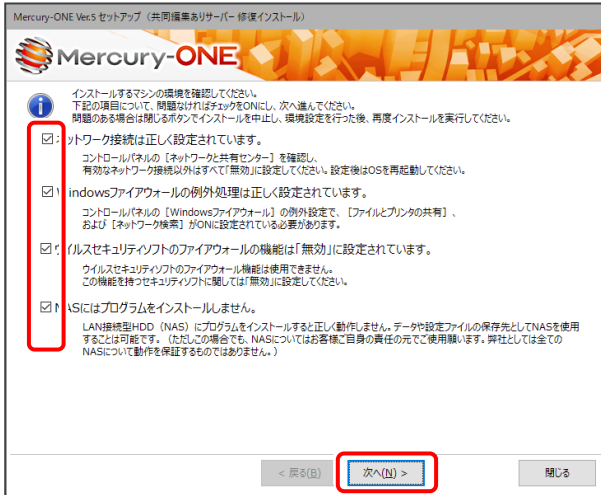 Mercury-ONE Ver.5 セットアップ（共同編集ありサーバー 修復インストール）
Mercury-ONE
インストールするマシンの環境を確認してください。
下記の項目について、問題なければチェックをONにし、次へ進んでください。
問題のある場合は閉じるボタンでインストールを中止し、環境設定を行った後、再度インストールを実行してください。
ネットワーク接続は正しく設定されています。
コントロールパネルの［ネットワークと共有センター］を確認し、
有効なネットワーク接続以外はすべて「無効」に設定してください。設定後はOSを再起動してください。
Windowsファイアウォールの例外処理は正しく設定されています。
コントロールパネルの［Windowsファイアウォール］の例外設定で、［ファイルとプリンタの共有］、
および［ネットワーク検索］がONに設定されている必要があります。
ウイルスセキュリティソフトのファイアウォールの機能は「無効」に設定されています。
ウイルスセキュリティソフトのファイアウォール機能は使用できません。
この機能を持つセキュリティソフトに関しては「無効」に設定してください。
NASにはプログラムをインストールしません。
LAN接続型HDD（NAS）にプログラムをインストールすると正しく動作しません。データや設定ファイルの保存先としてNASを使用
することは可能です。（ただしこの場合でも、NASについてはお客様ご自身の責任の元でご使用願います。弊社としては全ての
NASについて動作を保証するものではありません。）
< 戻る(B) 次へ(N) > 閉じる